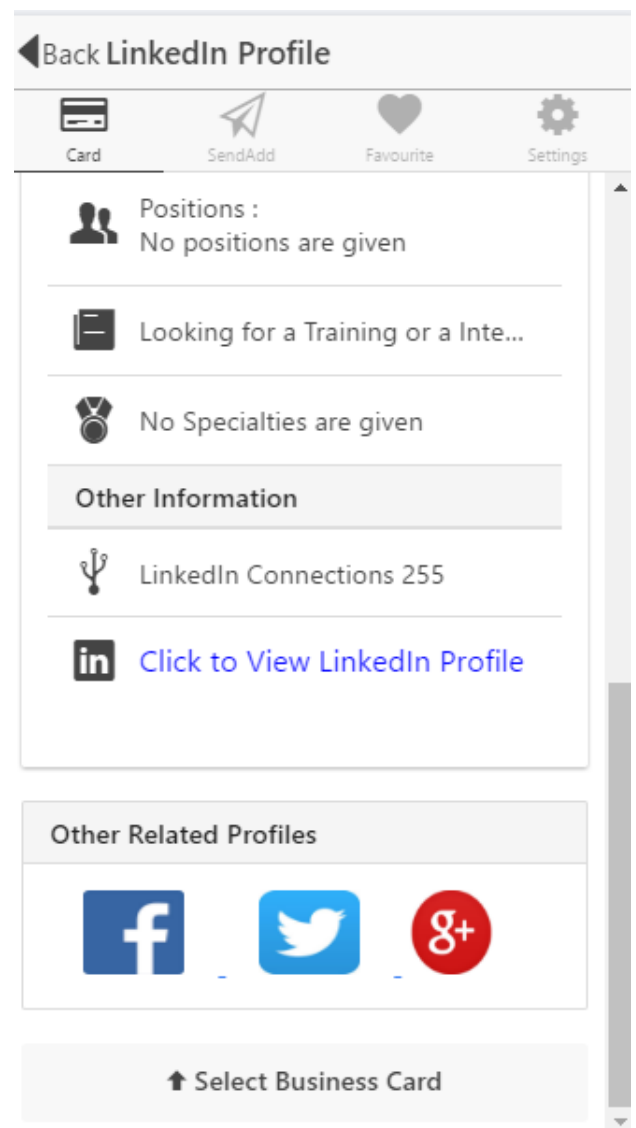 Back LinkedIn Profile
Card SendAdd Favourite Settings
Positions :
No positions are given
Looking for a Training or a Inte...
No Specialties are given
Other Information
LinkedIn Connections 255
in Click to View LinkedIn Profile
Other Related Profiles
f g+
Select Business Card